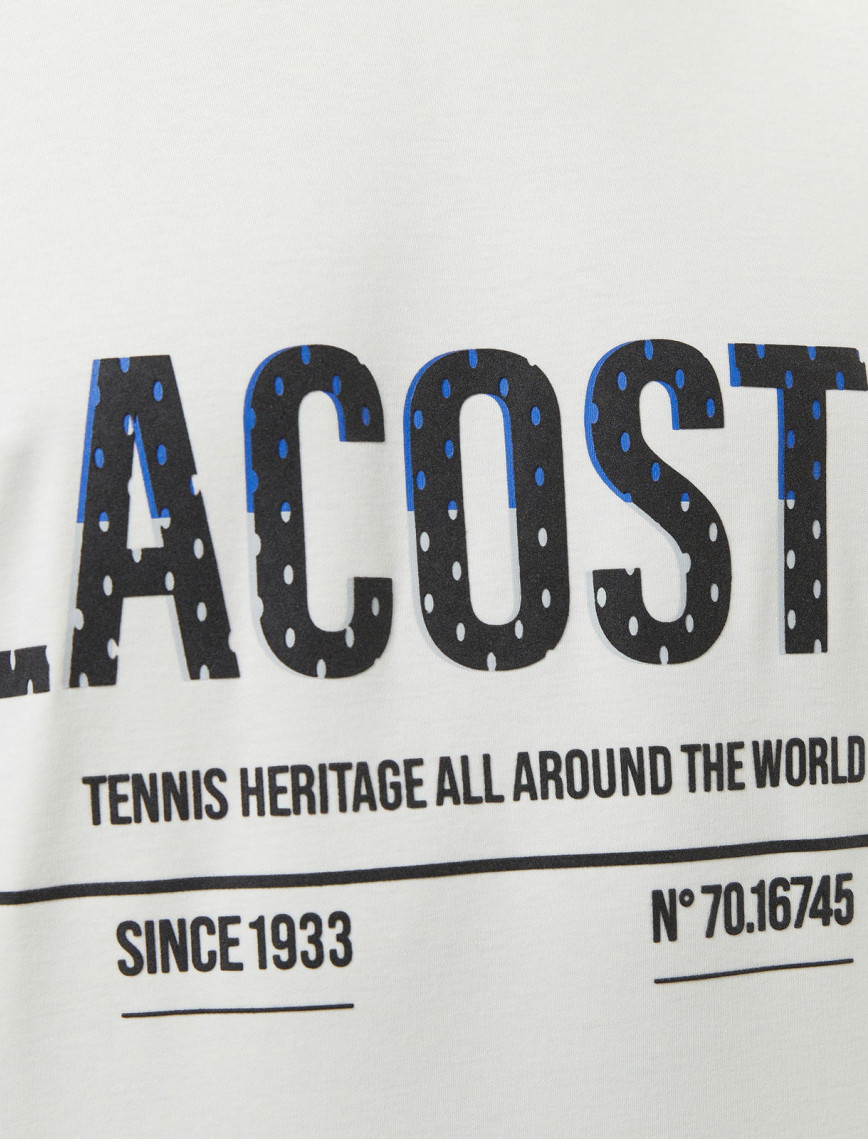 LACOST
TENNIS HERITAGE ALL AROUND THE WORLD
SINCE 1933
N° 70.16745